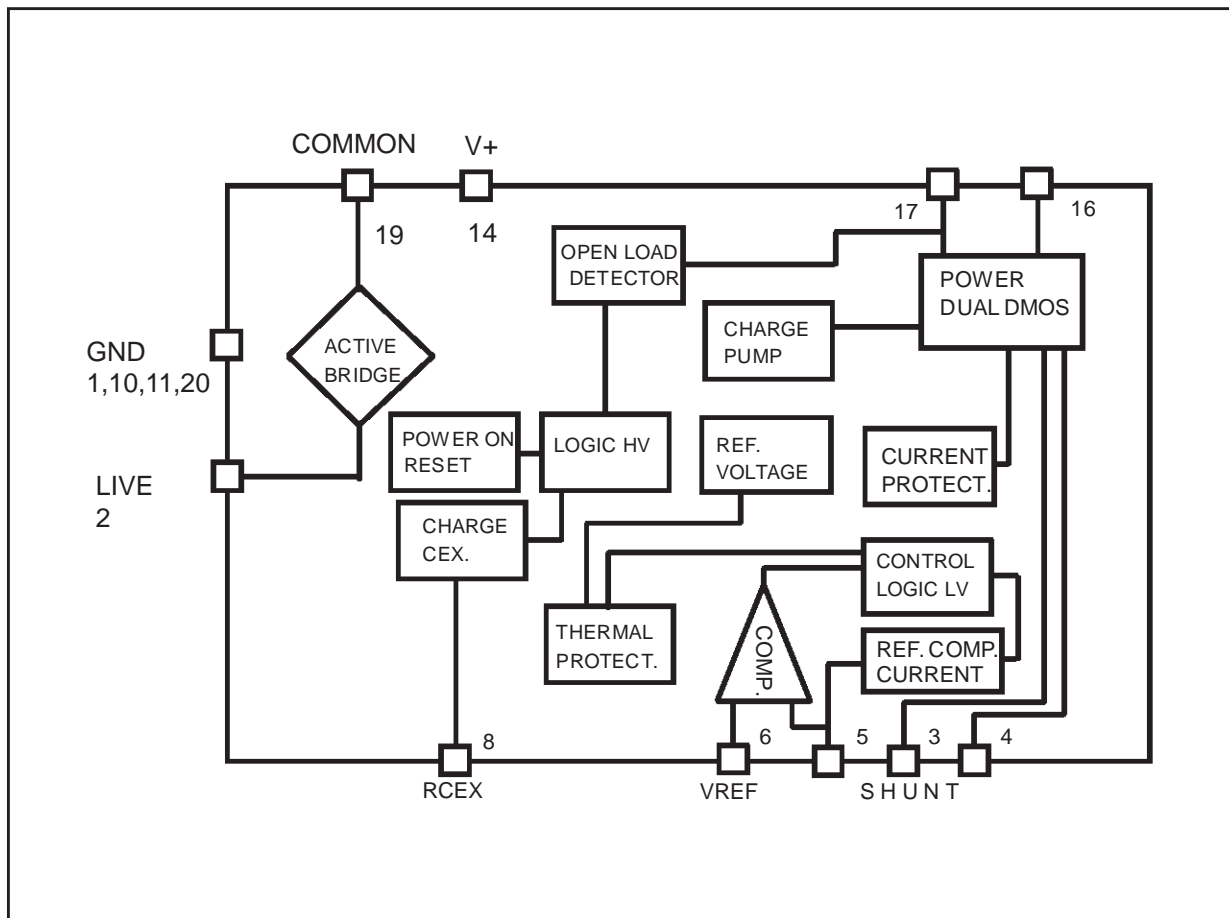 COMMON
V+
19
14
17
16
OPEN LOAD
DETECTOR
POWER
DUAL DMOS
CHARGE
PUMP
GND
1,10,11,20
ACTIVE
BRIDGE
POWER ON
RESET
LOGIC HV
REF.
VOLTAGE
CURRENT
PROTECT.
LIVE
2
CHARGE
CEX.
CONTROL
LOGIC LV
THERMAL
PROTECT.
COMP.
REF. COMP.
CURRENT
8
6
5
3
4
RCEX
VREF
SHUNT